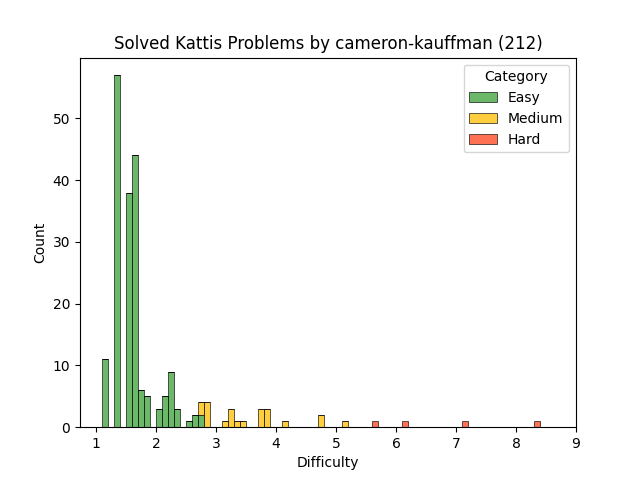 Solved Kattis Problems by cameron-kauffman (212)
Category
Easy
Medium
Hard
50
40
30
20
10
0
Count
1 2 3 4 5 6 7 8 9
Difficulty